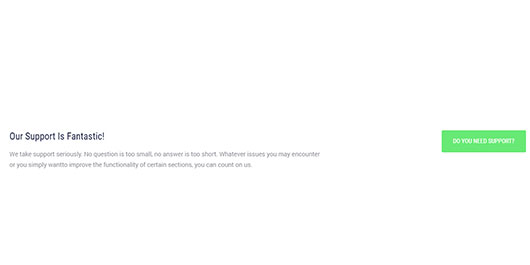 Our Support Is Fantastic!
We take support seriously. No question is too small, no answer is too short. Whatever issues you may encounter
or you simply wantto improve the functionality of certain sections, you can count on us.
DO YOU NEED SUPPORT?